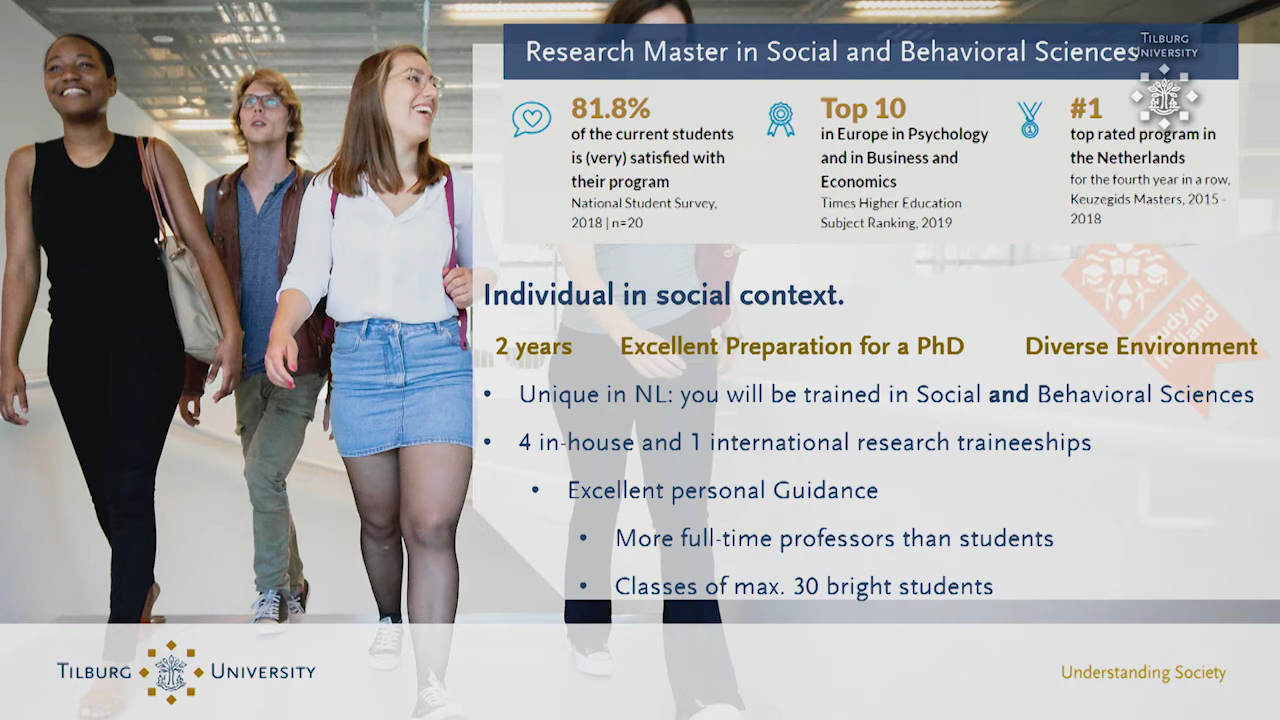 Research Master in Social and Behavioral Sciences
TILBURG
UNIVERSITY
81.8%
of the current students
is (very) satisfied with
their program
National Student Survey,
2018 | n=20
Top 10
in Europe in Psychology
and in Business and
Economics
Times Higher Education
Subject Ranking, 2019
#1
top rated program in
the Netherlands
for the fourth year in a row,
Keuzegids Masters, 2015 -
2018
Individual in social context.
2 years Excellent Preparation for a PhD Diverse Environment
• Unique in NL: you will be trained in Social and Behavioral Sciences
• 4 in-house and 1 international research traineeships
• Excellent personal Guidance
• More full-time professors than students
• Classes of max. 30 bright students
Study in
Holland
TILBURG UNIVERSITY
Understanding Society